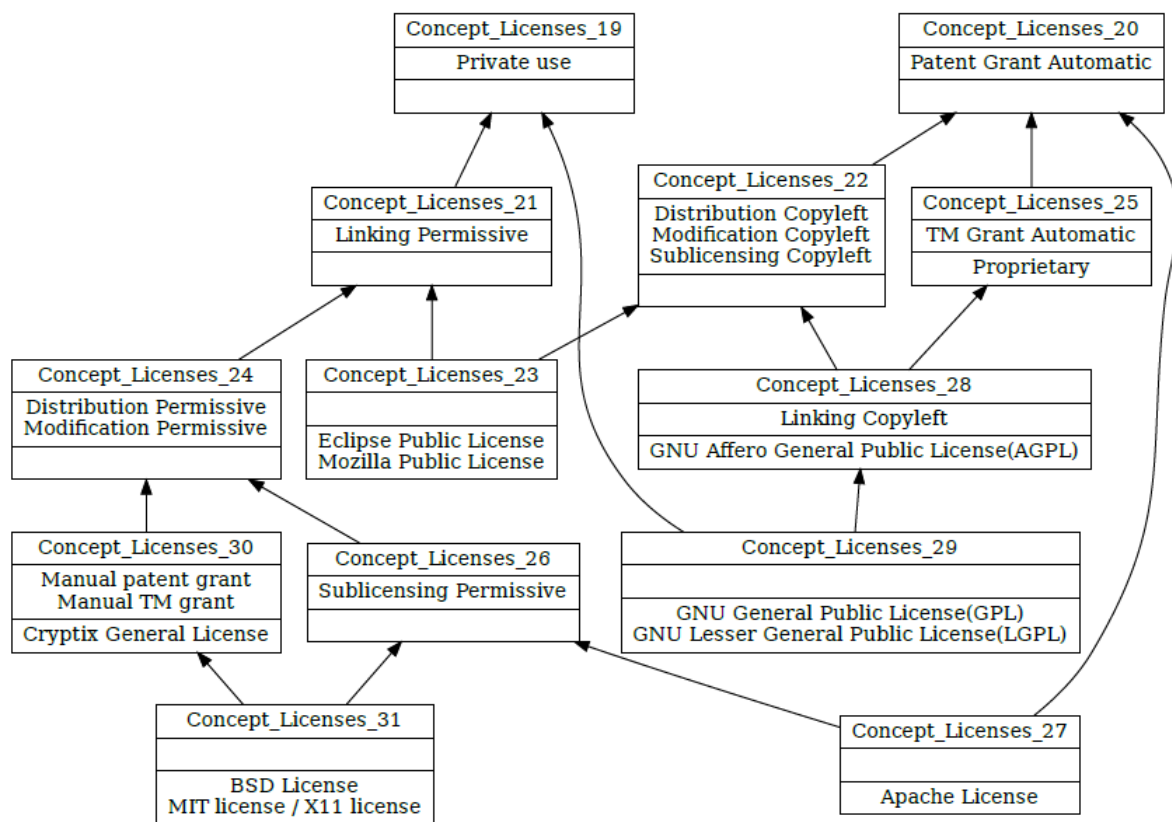 Concept_Licenses_19
Private use
Concept_Licenses_20
Patent Grant Automatic
Concept_Licenses_21
Linking Permissive
Concept_Licenses_22
Distribution Copyleft
Modification Copyleft
Sublicensing Copyleft
Concept_Licenses_25
TM Grant Automatic
Proprietary
Concept_Licenses_24
Distribution Permissive
Modification Permissive
Concept_Licenses_23
Eclipse Public License
Mozilla Public License
Concept_Licenses_28
Linking Copyleft
GNU Affero General Public License(AGPL)
Concept_Licenses_30
Manual patent grant
Manual TM grant
Cryptix General License
Concept_Licenses_26
Sublicensing Permissive
Concept_Licenses_29
GNU General Public License(GPL)
GNU Lesser General Public License(LGPL)
Concept_Licenses_31
BSD License
MIT license / X11 license
Concept_Licenses_27
Apache License